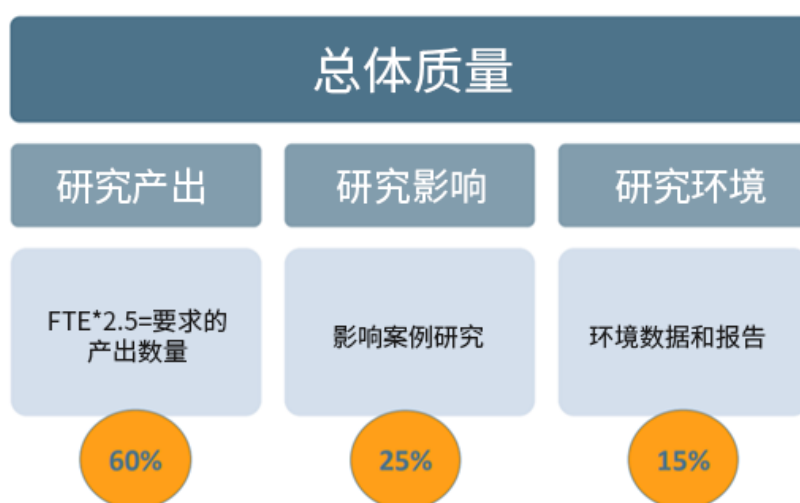 总体质量
研究产出
研究影响
研究环境
FTE*2.5=要求的
产出数量
影响案例研究
环境数据和报告
60%
25%
15%